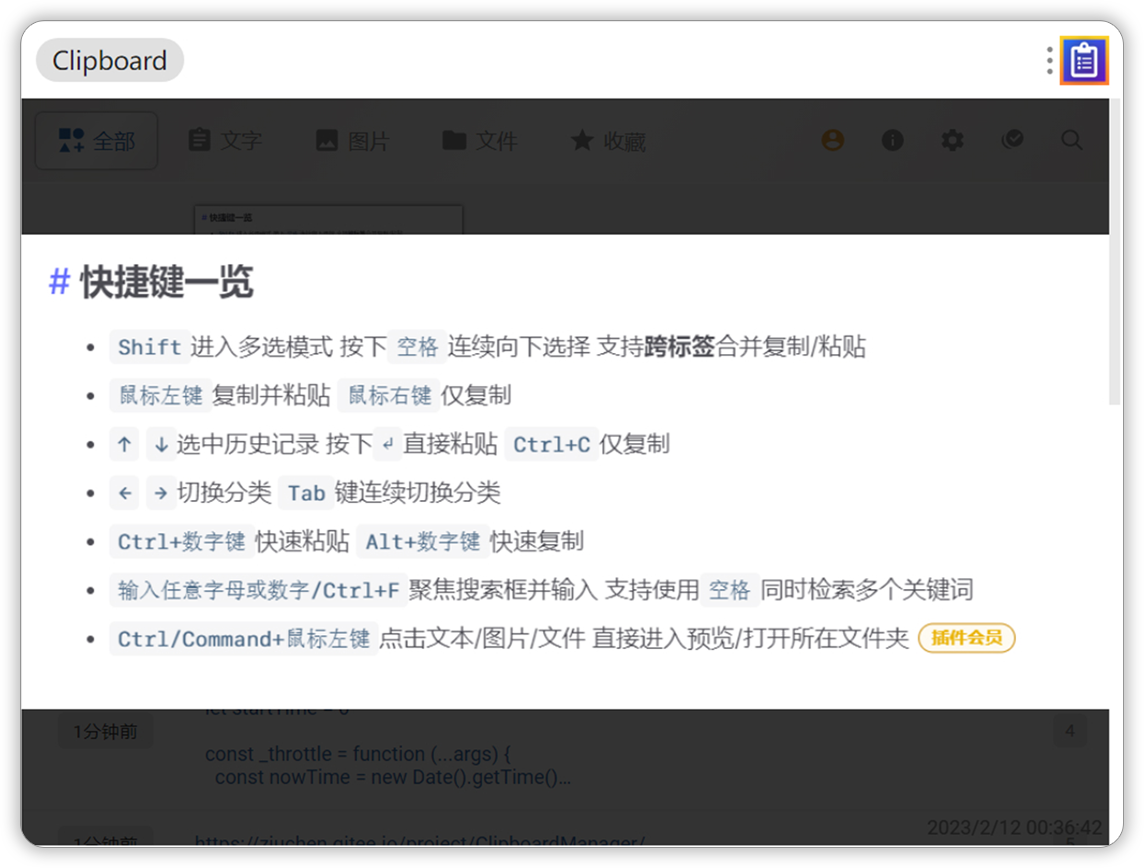 Clipboard
全部 文字 图片 文件 收藏
# 快捷键一览
# 快捷键一览
Shift 进入多选模式 按下 空格 连续向下选择 支持跨标签合并复制/粘贴
鼠标左键 复制并粘贴 鼠标右键 仅复制
↑ ↓ 选中历史记录 按下 ↲ 直接粘贴 Ctrl+C 仅复制
← → 切换分类 Tab 键连续切换分类
Ctrl+数字键 快速粘贴 Alt+数字键 快速复制
输入任意字母或数字/Ctrl+F 聚焦搜索框并输入 支持使用 空格 同时检索多个关键词
Ctrl/Command+鼠标左键 点击文本/图片/文件 直接进入预览/打开所在文件夹 插件会员
let startTime = 0
1分钟前 4
const _throttle = function (...args) {
const nowTime = new Date().getTime()...
2023/2/12 00:36:42
1分钟前 https://ziuchen.gitee.io/project/ClipboardManager/ 5